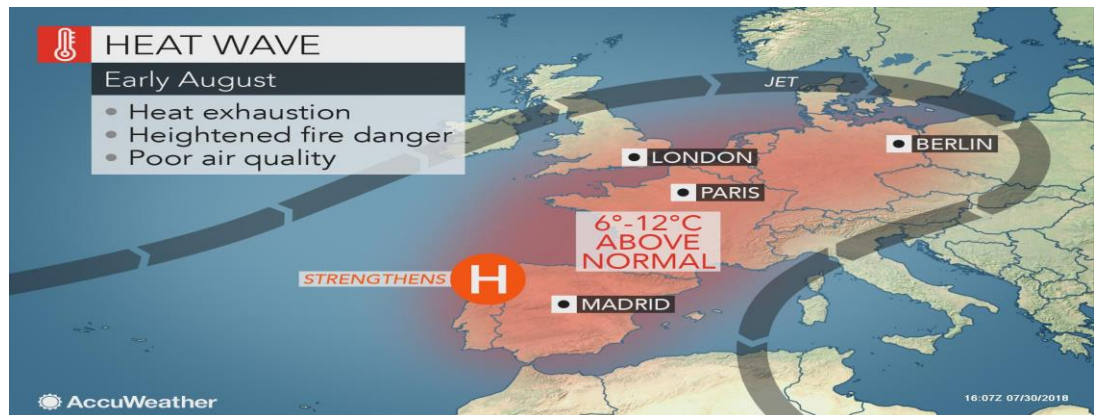 HEAT WAVE
Early August
• Heat exhaustion
• Heightened fire danger
• Poor air quality
JET
LONDON
BERLIN
PARIS
6°-12°C
ABOVE
NORMAL
STRENGTHENS
H
MADRID
AccuWeather
16:07Z 07/30/2018